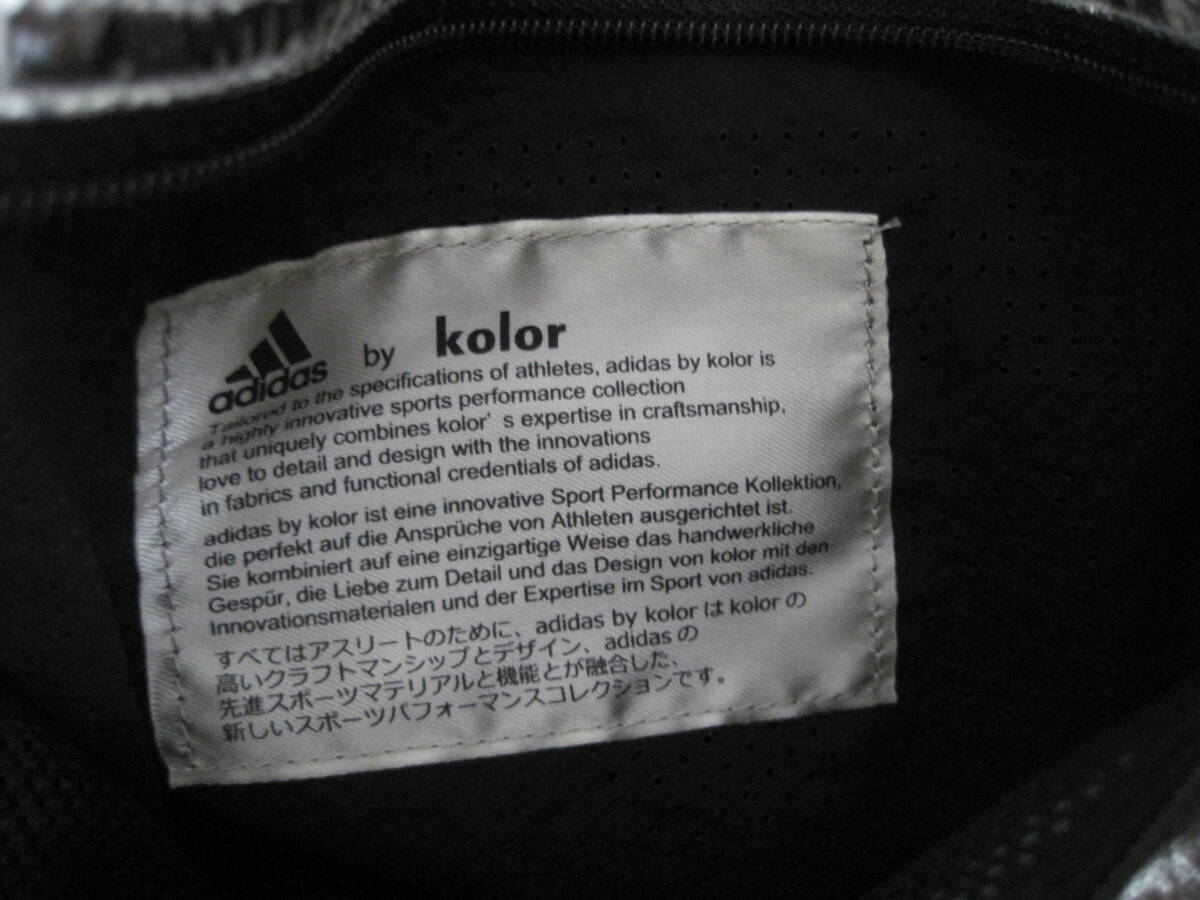 adidas by kolor
Tailored to the specifications of athletes, adidas by kolor is
a highly innovative sports performance collection
that uniquely combines kolor's expertise in craftsmanship,
love to detail and design with the innovations
in fabrics and functional credentials of adidas.
adidas by kolor ist eine innovative Sport Performance Kollektion,
die perfekt auf die Ansprüche von Athleten ausgerichtet ist.
Sie kombiniert auf eine einzigartige Weise das handwerkliche
Gespür, die Liebe zum Detail und das Design von kolor mit den
Innovationsmaterialen und der Expertise im Sport von adidas.
すべてはアスリートのために、adidas by kolor は kolor の
高いクラフトマンシップとデザイン、adidas の
先進スポーツマテリアルと機能とが融合した、
新しいスポーツパフォーマンスコレクションです。